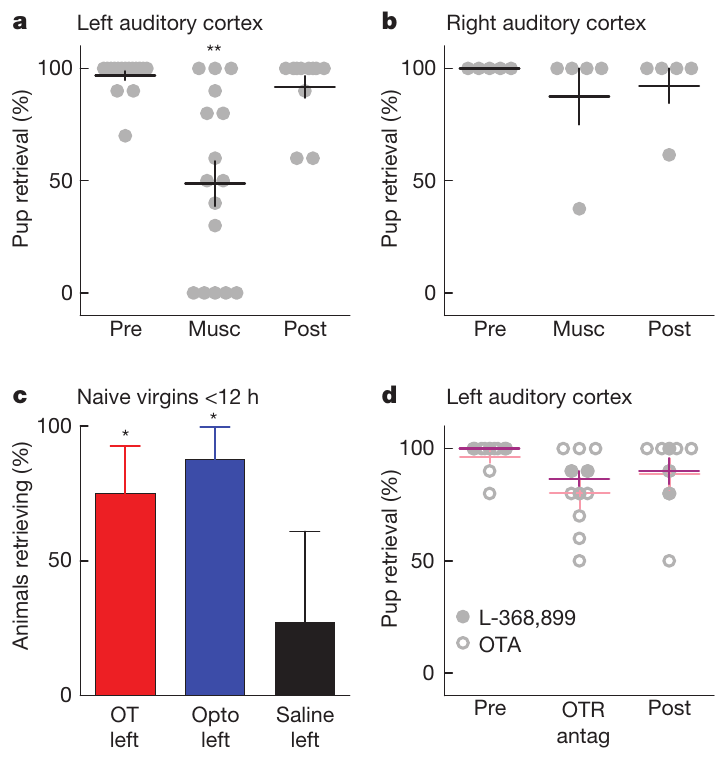 a Left auditory cortex
Pup retrieval (%)
100
50
0
**
Pre Musc Post
b Right auditory cortex
Pup retrieval (%)
100
50
0
Pre Musc Post
c Naive virgins <12 h
Animals retrieving (%)
100
50
0
* *
OT Opto Saline
left left left
d Left auditory cortex
Pup retrieval (%)
100
50
0
L-368,899
OTA
Pre OTR Post
antag